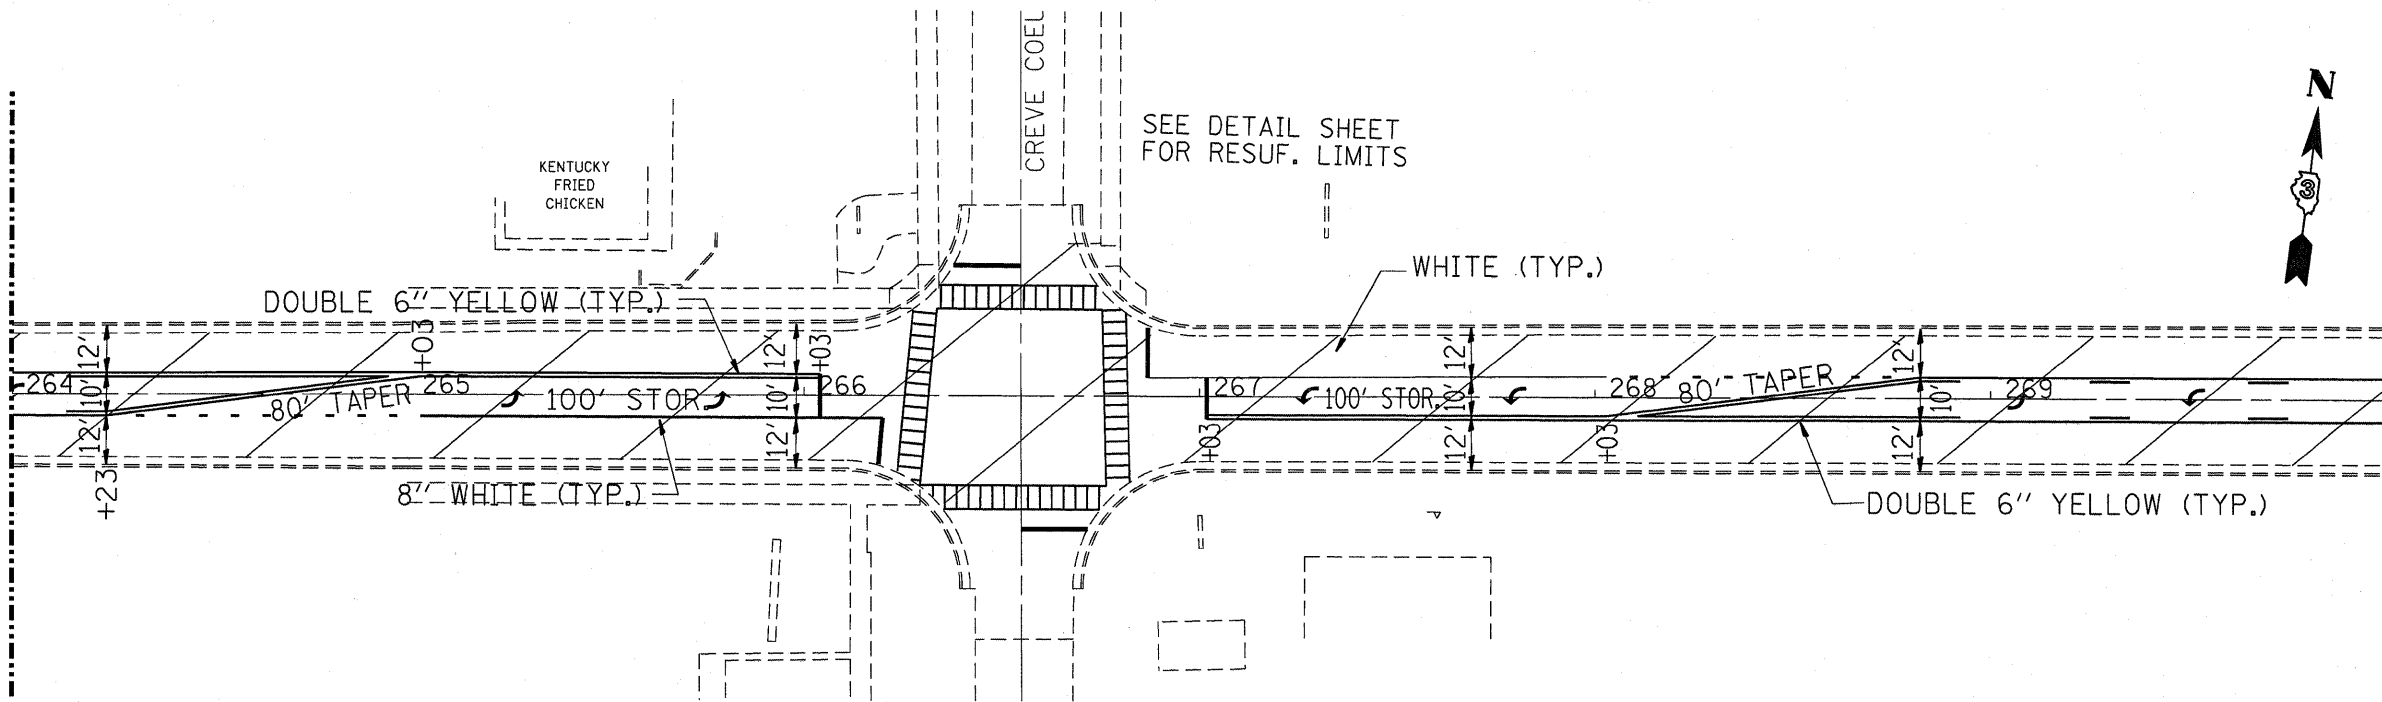 CREVE COEU
N
3
SEE DETAIL SHEET
FOR RESUF. LIMITS
KENTUCKY
FRIED
CHICKEN
WHITE (TYP.)
DOUBLE 6" YELLOW (TYP.)
12'
+03
12'
+03
12'
12'
264
10'
80' TAPER
265
100' STOR.
10'
266
267
100' STOR.
10'
268
80' TAPER
10'
269
12'
+23
12'
+03
12'
+03
12'
8" WHITE (TYP.)
DOUBLE 6" YELLOW (TYP.)